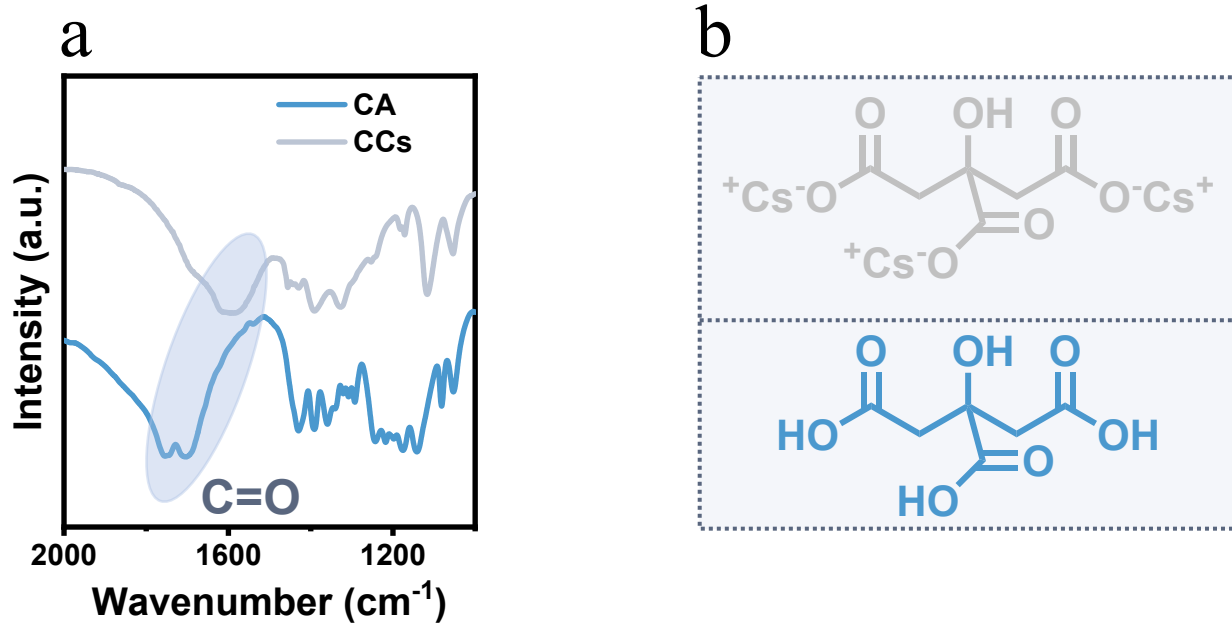 a
CA
CCs
C=O
Intensity (a.u.)
2000
1600
1200
Wavenumber (cm⁻¹)
b
O
OH
O
⁺Cs⁻O
O⁻Cs⁺
O
⁺Cs⁻O
O
OH
O
HO
OH
O
HO